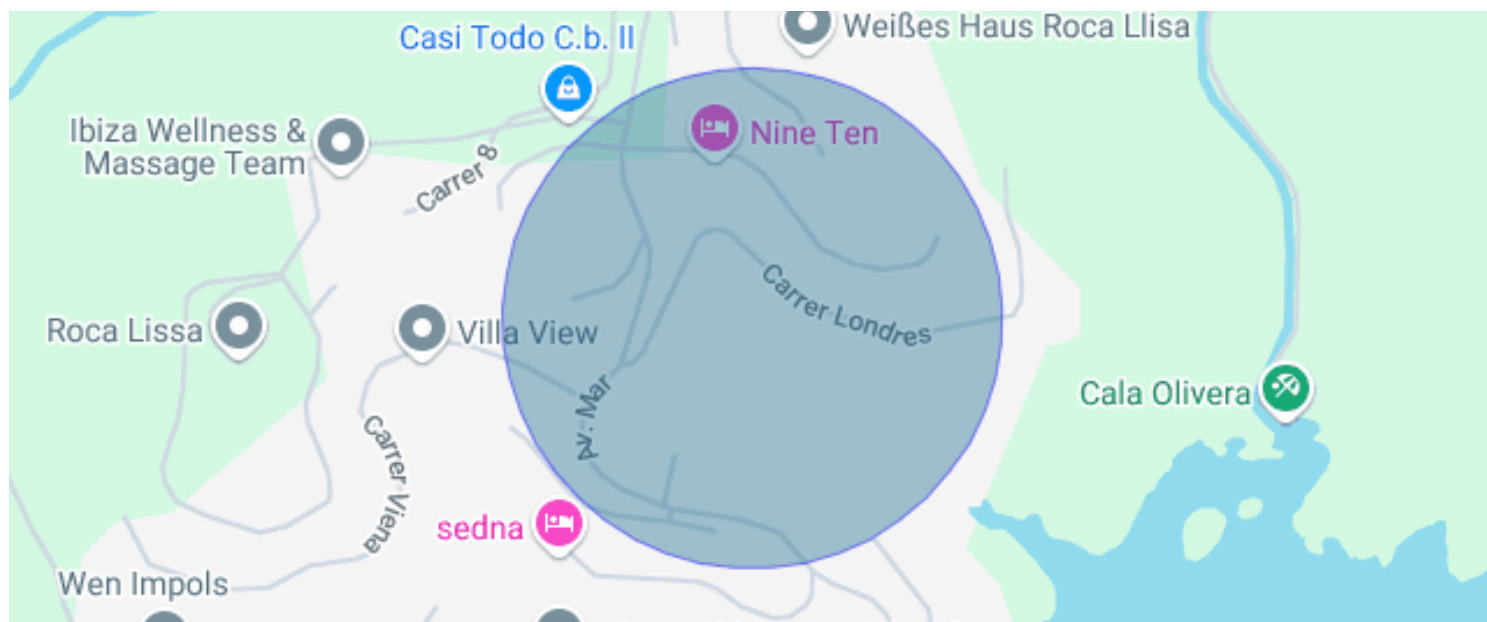 Weißes Haus Roca Llisa
Casi Todo C.b. II
Ibiza Wellness &
Massage Team
Nine Ten
Carrer 8
Carrer Londres
Roca Lissa
Villa View
Cala Olivera
Av. Mar
Carrer Viena
sedna
Wen Impols